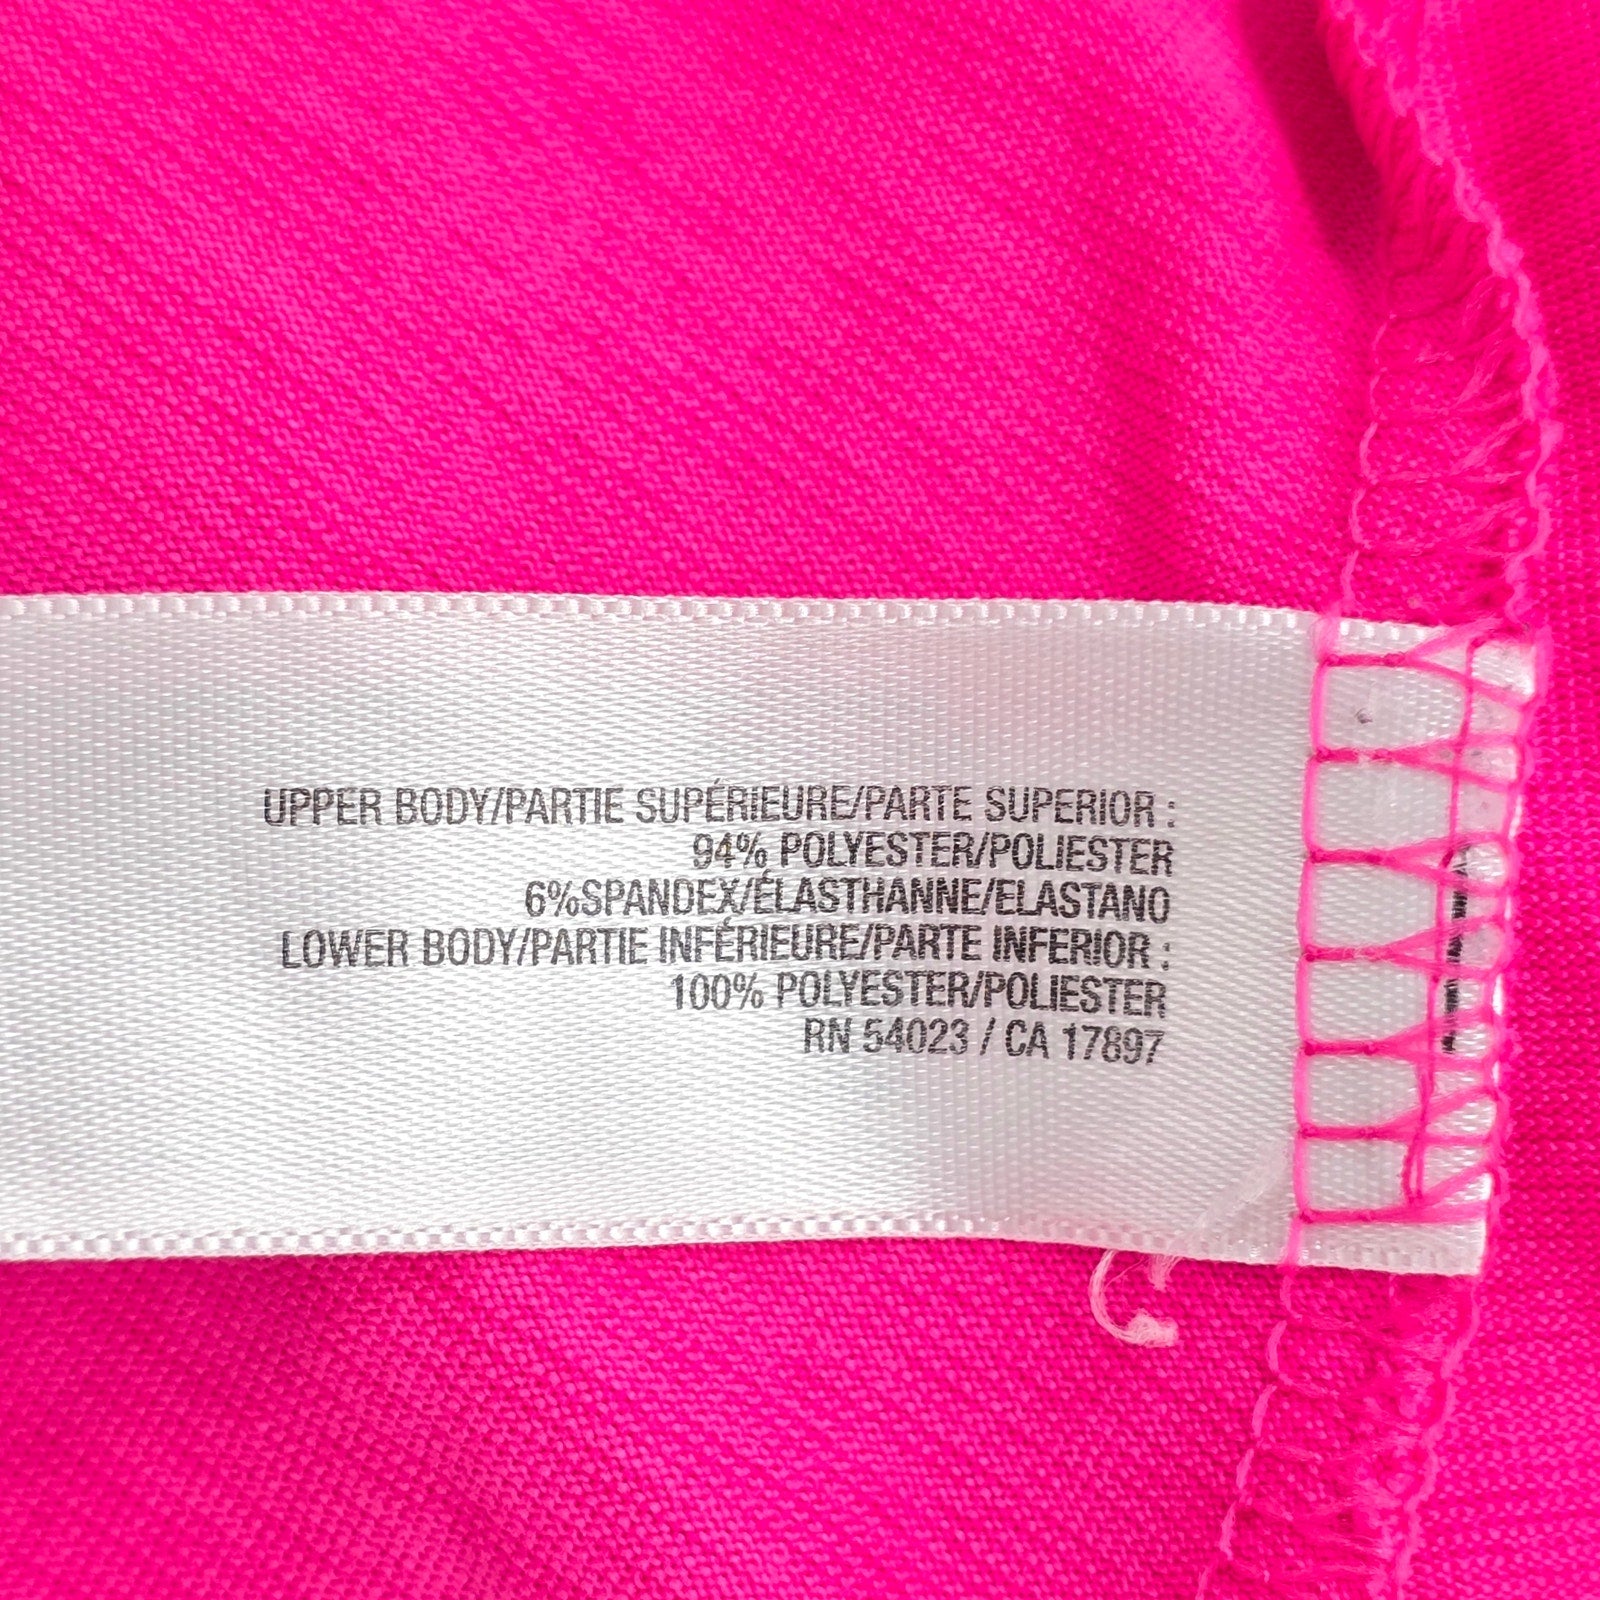 UPPER BODY/PARTIE SUPÉRIEURE/PARTE SUPERIOR :
94% POLYESTER/POLIESTER
6%SPANDEX/ÉLASTHANNE/ELASTANO
LOWER BODY/PARTIE INFÉRIEURE/PARTE INFERIOR :
100% POLYESTER/POLIESTER
RN 54023 / CA 17897